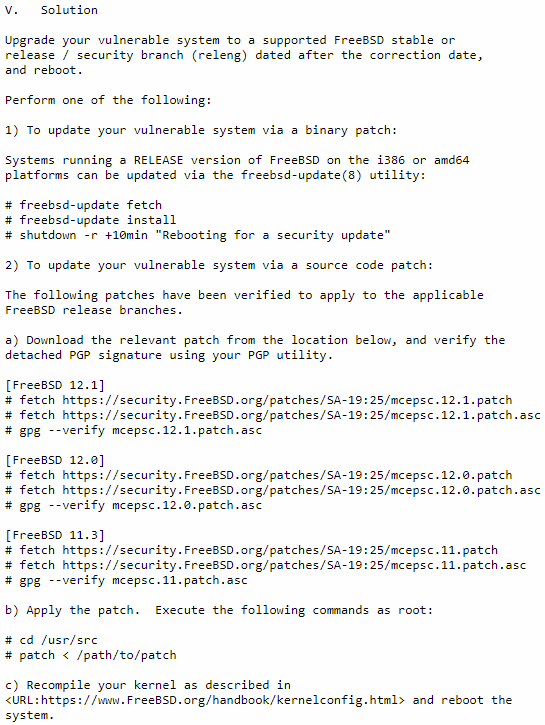 V.   Solution
Upgrade your vulnerable system to a supported FreeBSD stable or
release / security branch (releng) dated after the correction date,
and reboot.
Perform one of the following:
1) To update your vulnerable system via a binary patch:
Systems running a RELEASE version of FreeBSD on the i386 or amd64
platforms can be updated via the freebsd-update(8) utility:
# freebsd-update fetch
# freebsd-update install
# shutdown -r +10min "Rebooting for a security update"
2) To update your vulnerable system via a source code patch:
The following patches have been verified to apply to the applicable
FreeBSD release branches.
a) Download the relevant patch from the location below, and verify the
detached PGP signature using your PGP utility.
[FreeBSD 12.1]
# fetch https://security.FreeBSD.org/patches/SA-19:25/mcepsc.12.1.patch
# fetch https://security.FreeBSD.org/patches/SA-19:25/mcepsc.12.1.patch.asc
# gpg --verify mcepsc.12.1.patch.asc
[FreeBSD 12.0]
# fetch https://security.FreeBSD.org/patches/SA-19:25/mcepsc.12.0.patch
# fetch https://security.FreeBSD.org/patches/SA-19:25/mcepsc.12.0.patch.asc
# gpg --verify mcepsc.12.0.patch.asc
[FreeBSD 11.3]
# fetch https://security.FreeBSD.org/patches/SA-19:25/mcepsc.11.patch
# fetch https://security.FreeBSD.org/patches/SA-19:25/mcepsc.11.patch.asc
# gpg --verify mcepsc.11.patch.asc
b) Apply the patch.  Execute the following commands as root:
# cd /usr/src
# patch < /path/to/patch
c) Recompile your kernel as described in
<URL:https://www.FreeBSD.org/handbook/kernelconfig.html> and reboot the
system.